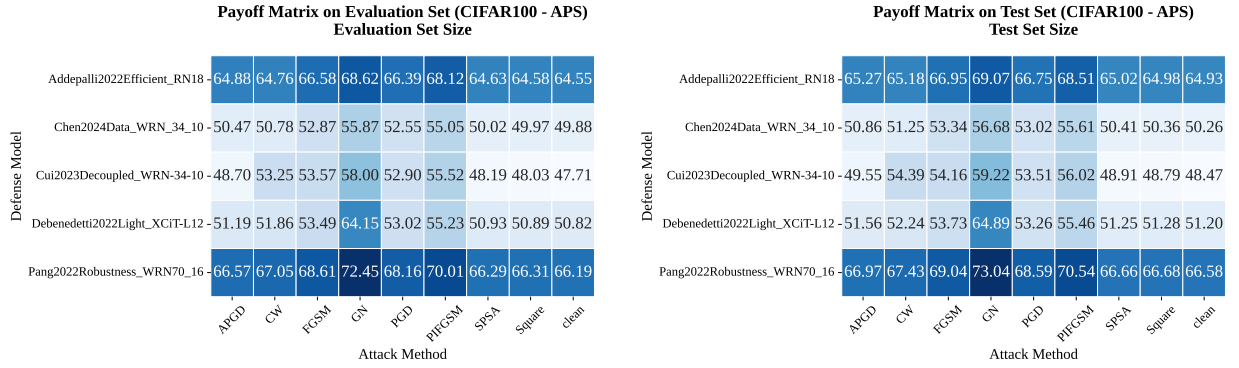 Payoff Matrix on Evaluation Set (CIFAR100 - APS)
Evaluation Set Size
Defense Model
Addepalli2022Efficient_RN18 64.88 64.76 66.58 68.62 66.39 68.12 64.63 64.58 64.55
Chen2024Data_WRN_34_10 50.47 50.78 52.87 55.87 52.55 55.05 50.02 49.97 49.88
Cui2023Decoupled_WRN-34-10 48.70 53.25 53.57 58.00 52.90 55.52 48.19 48.03 47.71
Debenedetti2022Light_XCiT-L12 51.19 51.86 53.49 64.15 53.02 55.23 50.93 50.89 50.82
Pang2022Robustness_WRN70_16 66.57 67.05 68.61 72.45 68.16 70.01 66.29 66.31 66.19
APGD CW FGSM GN PGD PIFGSM SPSA Square clean
Attack Method
Payoff Matrix on Test Set (CIFAR100 - APS)
Test Set Size
Defense Model
Addepalli2022Efficient_RN18 65.27 65.18 66.95 69.07 66.75 68.51 65.02 64.98 64.93
Chen2024Data_WRN_34_10 50.86 51.25 53.34 56.68 53.02 55.61 50.41 50.36 50.26
Cui2023Decoupled_WRN-34-10 49.55 54.39 54.16 59.22 53.51 56.02 48.91 48.79 48.47
Debenedetti2022Light_XCiT-L12 51.56 52.24 53.73 64.89 53.26 55.46 51.25 51.28 51.20
Pang2022Robustness_WRN70_16 66.97 67.43 69.04 73.04 68.59 70.54 66.66 66.68 66.58
APGD CW FGSM GN PGD PIFGSM SPSA Square clean
Attack Method